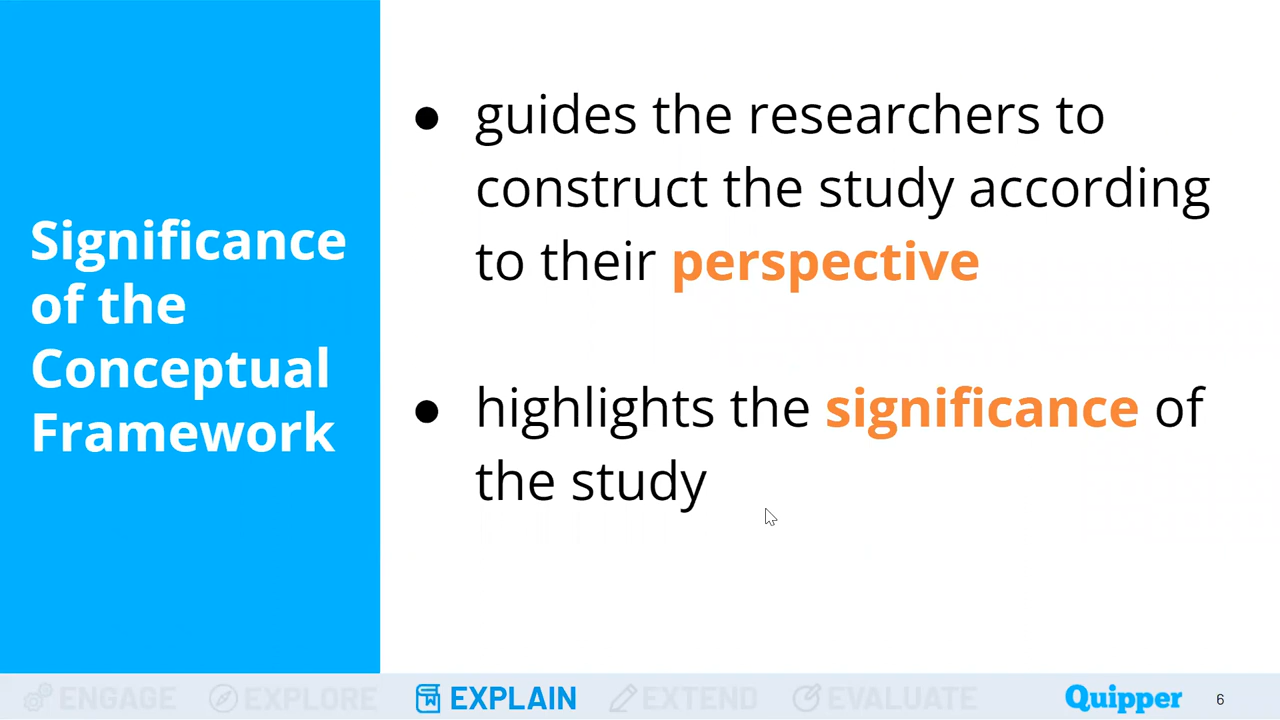 Significance
of the
Conceptual
Framework
● guides the researchers to
construct the study according
to their perspective
● highlights the significance of
the study
ENGAGE EXPLORE EXPLAIN EXTEND EVALUATE Quipper 6